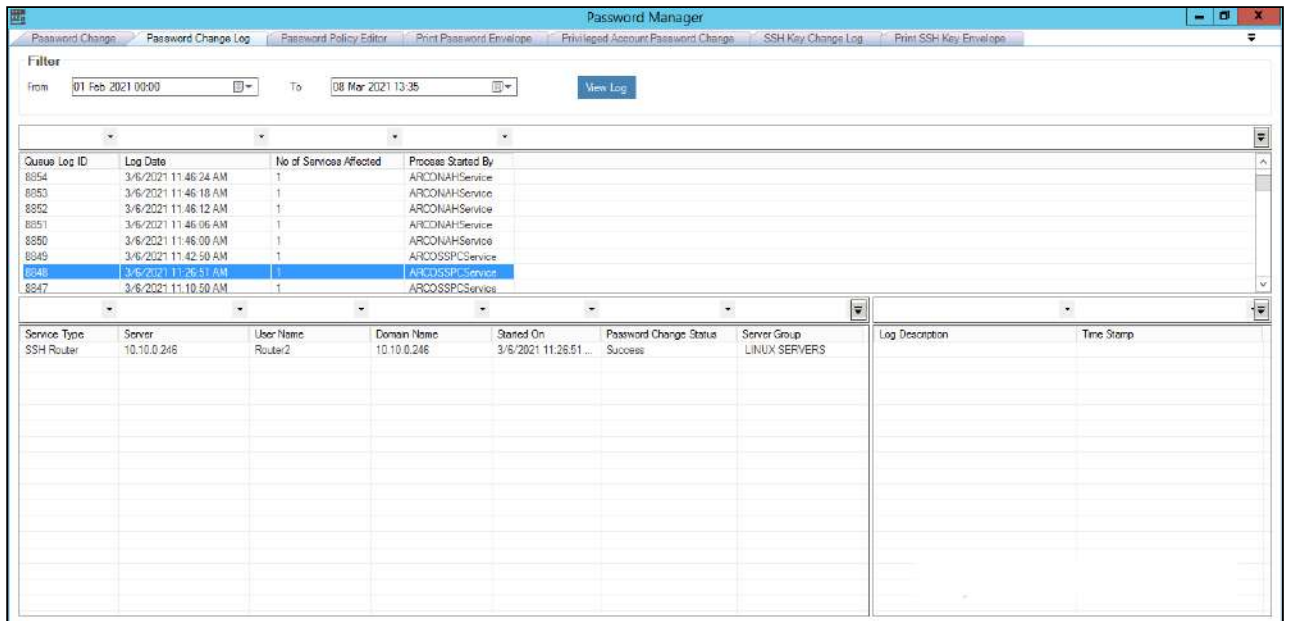 Password Manager
Password Change Password Change Log Password Policy Editor Print Password Envelope Privileged Account Password Change SSH Key Change Log Print SSH Key Envelope
Filter
From 01 Feb 2021 00:00 To 08 Mar 2021 13:35 View Log
Queue Log ID Log Date No of Services Affected Process Started By
8854 3/6/2021 11:46:24 AM 1 ARCONAHService
8853 3/6/2021 11:46:18 AM 1 ARCONAHService
8852 3/6/2021 11:46:12 AM 1 ARCONAHService
8851 3/6/2021 11:46:06 AM 1 ARCONAHService
8850 3/6/2021 11:46:00 AM 1 ARCONAHService
8849 3/6/2021 11:42:50 AM 1 ARCOSSPCService
8848 3/6/2021 11:26:51 AM 1 ARCOSSPCService
8847 3/6/2021 11:10:50 AM 1 ARCOSSPCService
Service Type Server User Name Domain Name Started On Password Change Status Server Group Log Description Time Stamp
SSH Router 10.10.0.246 Router2 10.10.0.246 3/6/2021 11:26:51 ... Success LINUX SERVERS